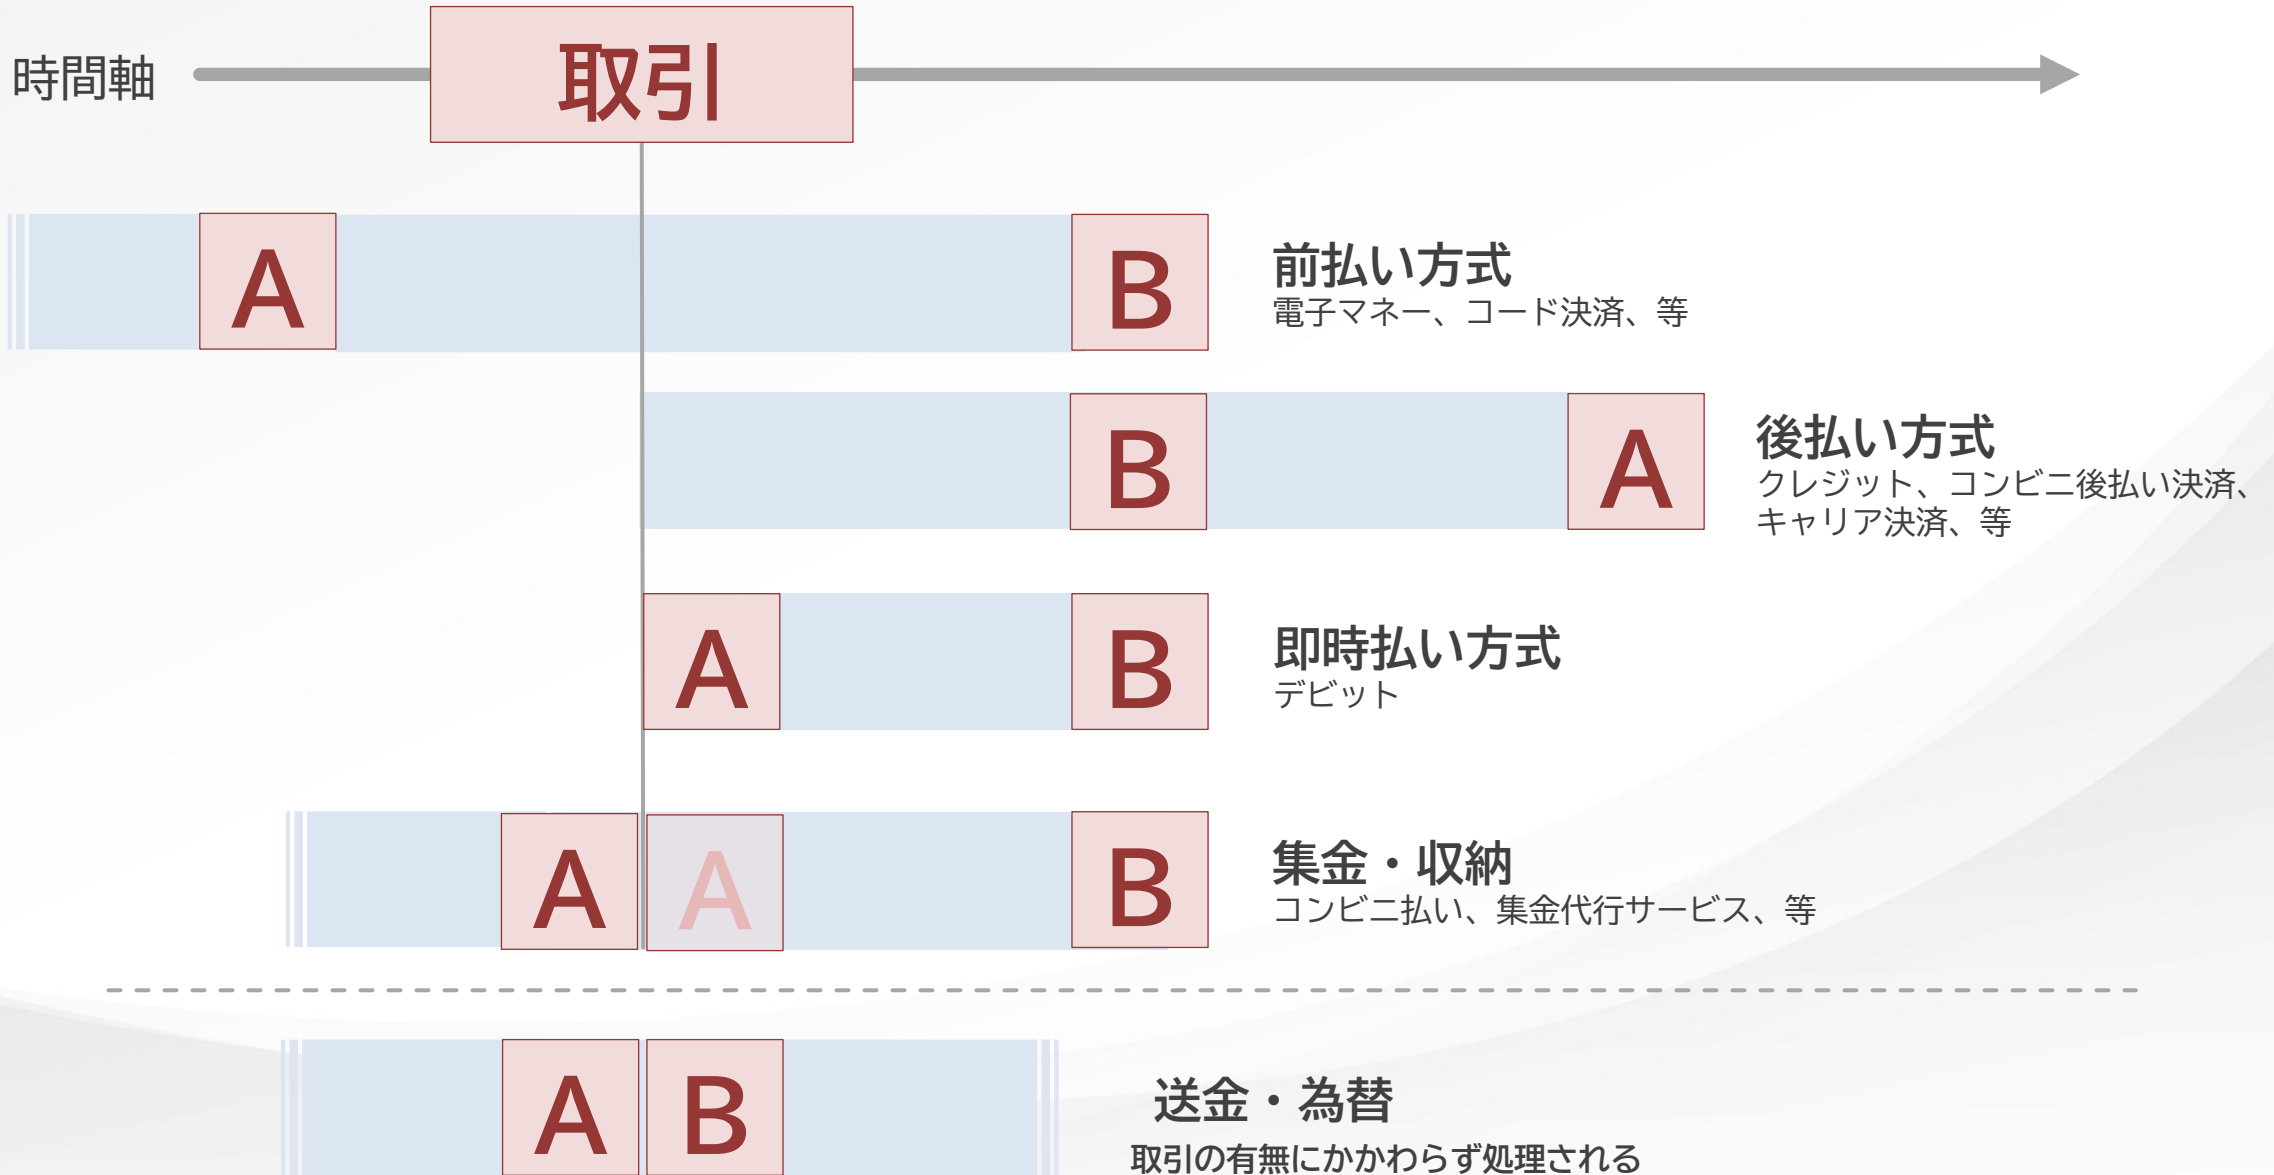 取引
時間軸
A
B
前払い方式
電子マネー、コード決済、等
B
A
後払い方式
クレジット、コンビニ後払い決済、
キャリア決済、等
A
B
即時払い方式
デビット
A
A
B
集金・収納
コンビニ払い、集金代行サービス、等
A
B
送金・為替
取引の有無にかかわらず処理される